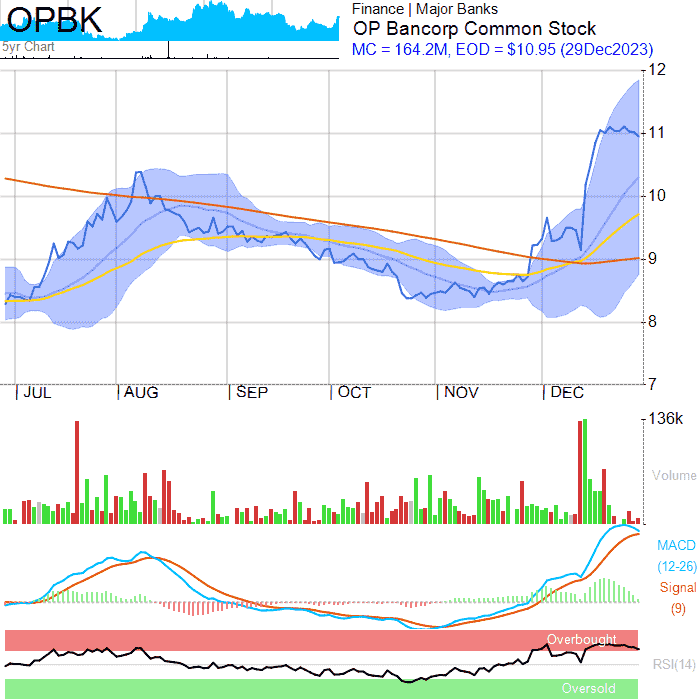 OPBK
5yr Chart
Finance | Major Banks
OP Bancorp Common Stock
MC = 164.2M, EOD = $10.95 (29Dec2023)
12
11
10
9
8
7
JUL AUG SEP OCT NOV DEC
136k
Volume
MACD
(12-26)
Signal
(9)
Overbought
RSI(14)
Oversold